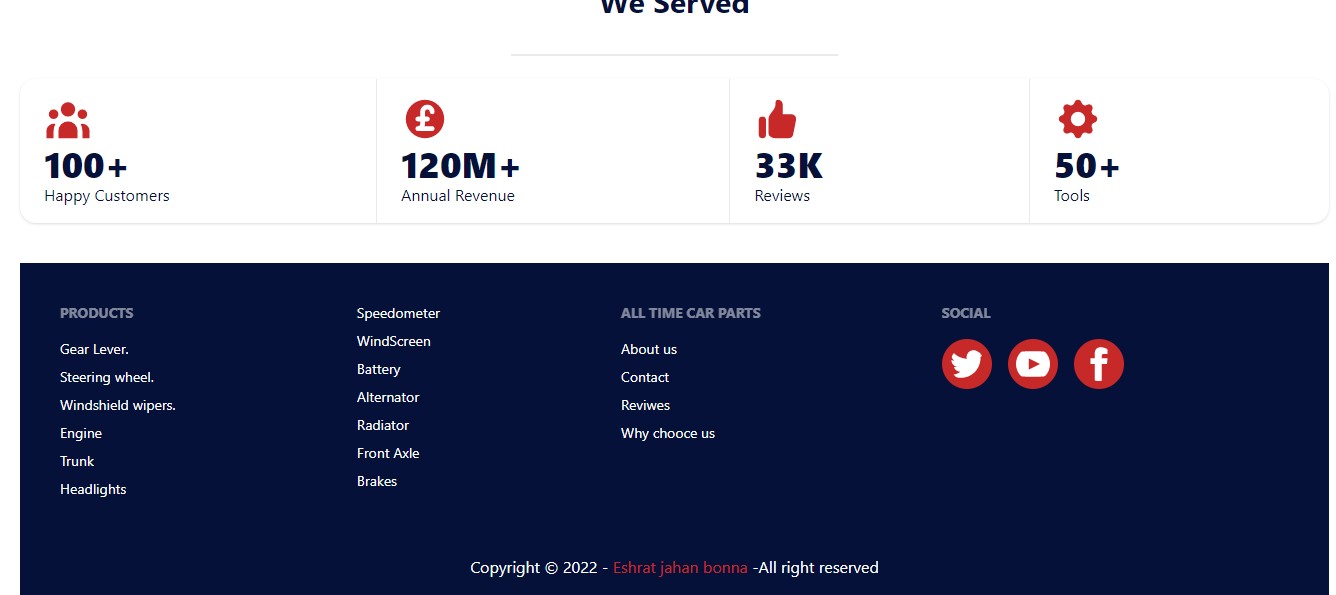 We Served
100+
Happy Customers
120M+
Annual Revenue
33K
Reviews
50+
Tools
PRODUCTS
Gear Lever.
Steering wheel.
Windshield wipers.
Engine
Trunk
Headlights
Speedometer
WindScreen
Battery
Alternator
Radiator
Front Axle
Brakes
ALL TIME CAR PARTS
About us
Contact
Reviwes
Why chooce us
SOCIAL
Copyright © 2022 - Eshrat jahan bonna -All right reserved